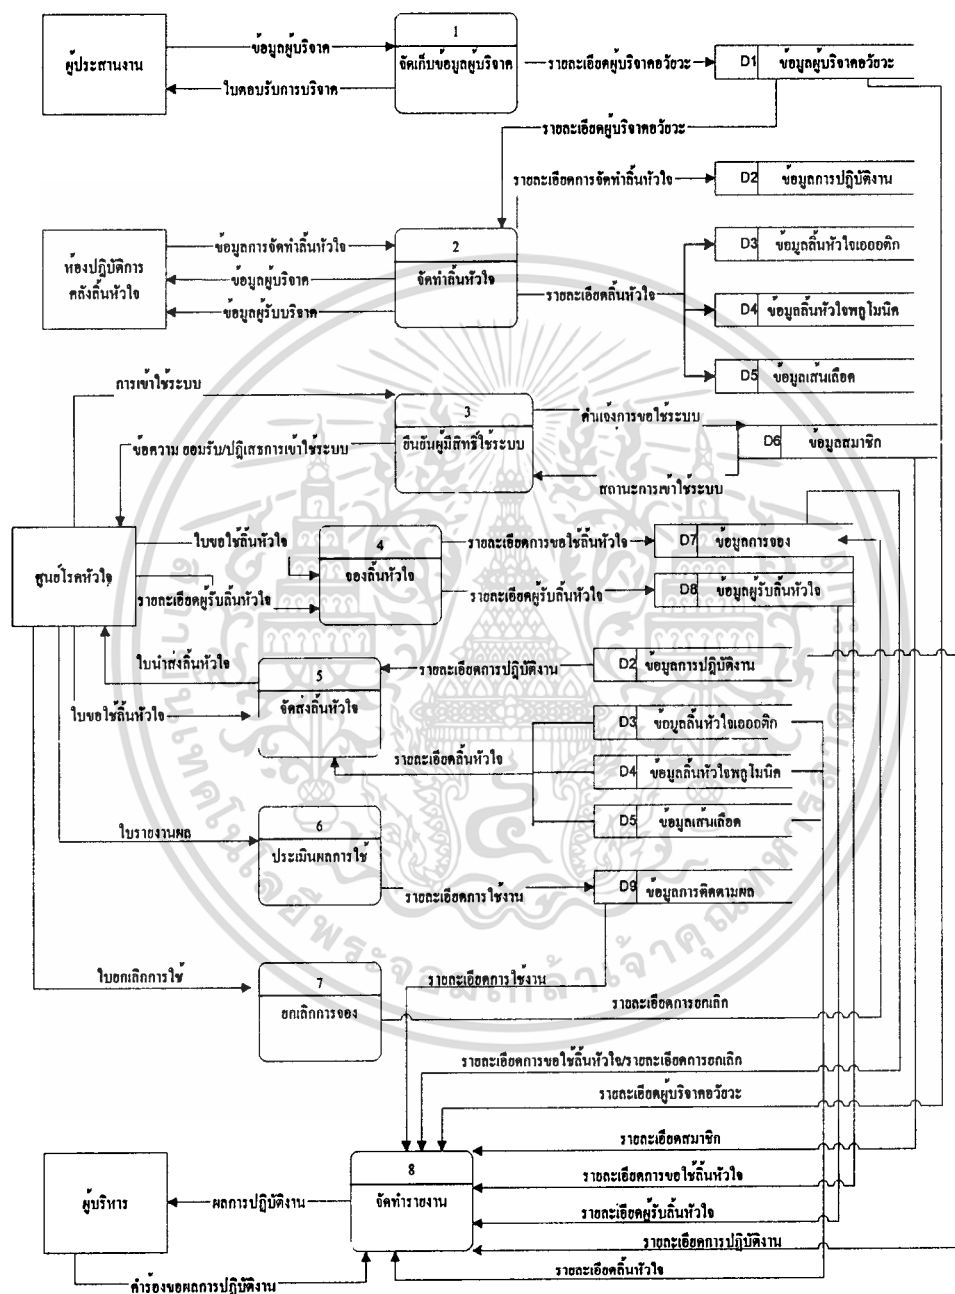 ผู้ประสานงาน
ข้อมูลผู้บริจาค
ใบตอบรับการบริจาค
1
จัดเก็บข้อมูลผู้บริจาค
รายละเอียดผู้บริจาคอวัยวะ
D1 ข้อมูลผู้บริจาคอวัยวะ
รายละเอียดผู้บริจาคอวัยวะ
รายละเอียดการจัดทำลิ้นหัวใจ
D2 ข้อมูลการปฏิบัติงาน
ห้องปฏิบัติการ
คลังลิ้นหัวใจ
ข้อมูลการจัดทำลิ้นหัวใจ
ข้อมูลผู้บริจาค
ข้อมูลผู้รับบริจาค
2
จัดทำลิ้นหัวใจ
รายละเอียดลิ้นหัวใจ
D3 ข้อมูลลิ้นหัวใจเอออติก
D4 ข้อมูลลิ้นหัวใจพลูโมนิค
D5 ข้อมูลเส้นเลือด
การเข้าใช้ระบบ
3
ยืนยันผู้มีสิทธิ์ใช้ระบบ
ข้อความ ยอมรับ/ปฏิเสธการเข้าใช้ระบบ
คำแจ้งการขอใช้ระบบ
D6 ข้อมูลสมาชิก
สถานะการเข้าใช้ระบบ
ศูนย์โรคหัวใจ
ใบขอใช้ลิ้นหัวใจ
รายละเอียดผู้รับลิ้นหัวใจ
4
จองลิ้นหัวใจ
รายละเอียดการขอใช้ลิ้นหัวใจ
D7 ข้อมูลการจอง
รายละเอียดผู้รับลิ้นหัวใจ
D8 ข้อมูลผู้รับลิ้นหัวใจ
ใบนำส่งลิ้นหัวใจ
ใบขอใช้ลิ้นหัวใจ
5
จัดส่งลิ้นหัวใจ
รายละเอียดการปฏิบัติงาน
D2 ข้อมูลการปฏิบัติงาน
รายละเอียดลิ้นหัวใจ
D3 ข้อมูลลิ้นหัวใจเอออติก
D4 ข้อมูลลิ้นหัวใจพลูโมนิค
D5 ข้อมูลเส้นเลือด
ใบรายงานผล
6
ประเมินผลการใช้
รายละเอียดการใช้งาน
D9 ข้อมูลการติดตามผล
รายละเอียดการใช้งาน
ใบยกเลิกการใช้
7
ยกเลิกการจอง
รายละเอียดการยกเลิก
รายละเอียดการขอใช้ลิ้นหัวใจ/รายละเอียดการยกเลิก
รายละเอียดผู้บริจาคอวัยวะ
รายละเอียดสมาชิก
รายละเอียดการขอใช้ลิ้นหัวใจ
รายละเอียดผู้รับลิ้นหัวใจ
รายละเอียดการปฏิบัติงาน
รายละเอียดลิ้นหัวใจ
8
จัดทำรายงาน
ผู้บริหาร
ผลการปฏิบัติงาน
คำร้องขอผลการปฏิบัติงาน
สถาบันเทคโนโลยีพระจอมเกล้าเจ้าคุณทหารลาดกระบัง